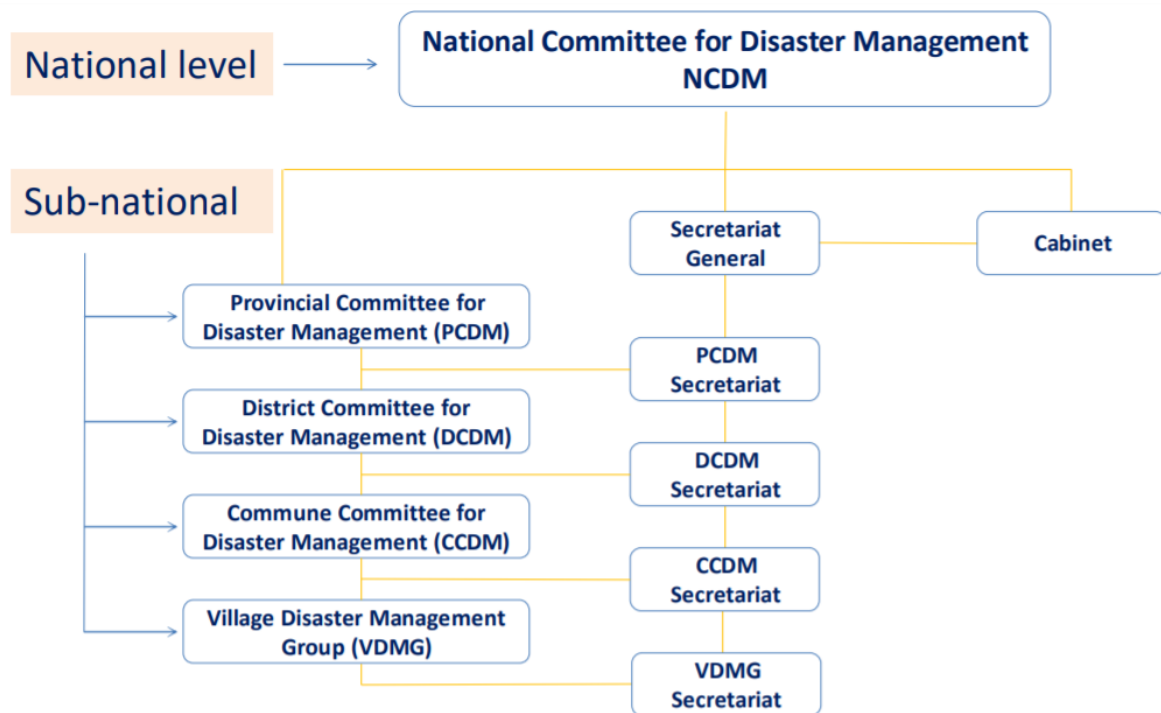 National Committee for Disaster Management
NCDM
National level
Sub-national
Secretariat
General
Cabinet
Provincial Committee for
Disaster Management (PCDM)
PCDM
Secretariat
District Committee for
Disaster Management (DCDM)
DCDM
Secretariat
Commune Committee for
Disaster Management (CCDM)
CCDM
Secretariat
Village Disaster Management
Group (VDMG)
VDMG
Secretariat